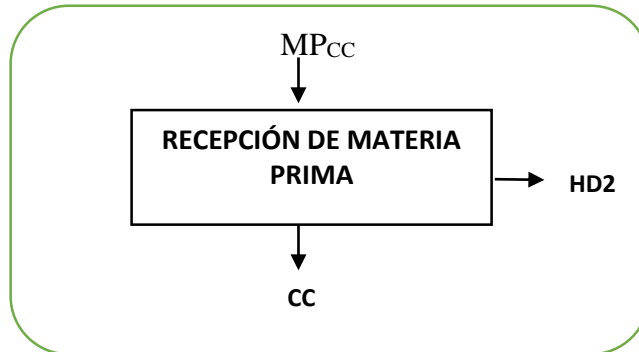 MPCC
RECEPCIÓN DE MATERIA
PRIMA
HD2
CC